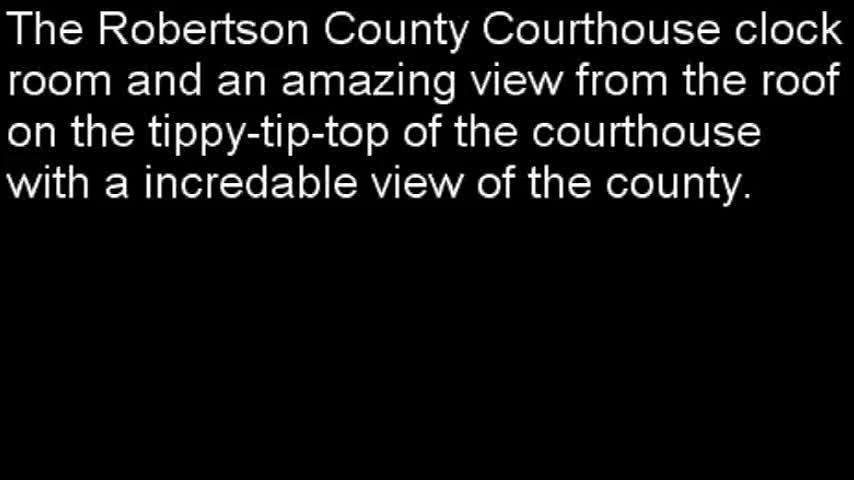 The Robertson County Courthouse clock
room and an amazing view from the roof
on the tippy-tip-top of the courthouse
with a incredable view of the county.